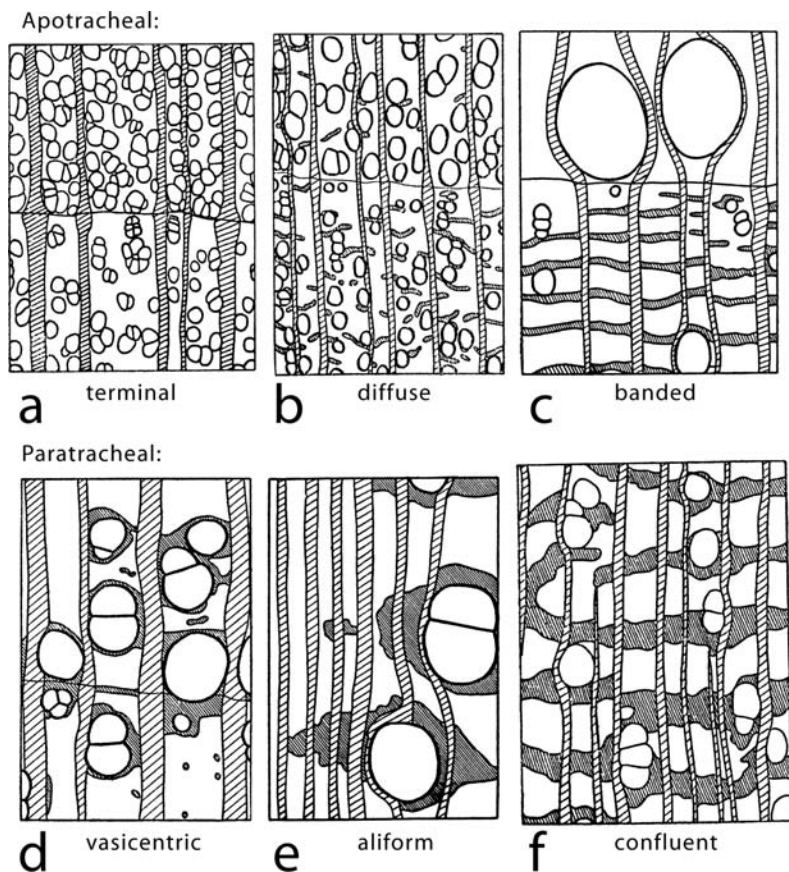 Apotracheal:
a terminal
b diffuse
c banded
Paratracheal:
d vasicentric
e aliform
f confluent